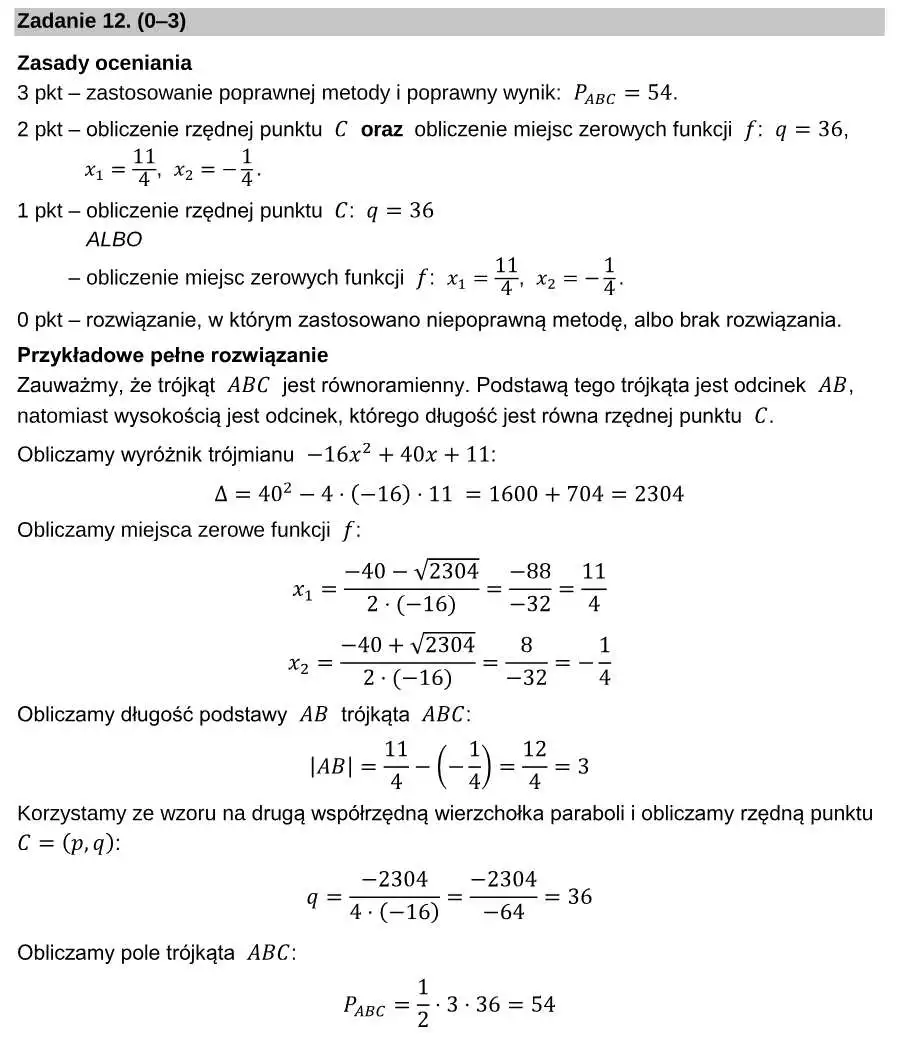 Zadanie 12. (0–3)
Zasady oceniania
3 pkt – zastosowanie poprawnej metody i poprawny wynik: P_ABC = 54.
2 pkt – obliczenie rzędnej punktu C oraz obliczenie miejsc zerowych funkcji f: q = 36,
x₁ = 11/4, x₂ = −1/4.
1 pkt – obliczenie rzędnej punktu C: q = 36
ALBO
– obliczenie miejsc zerowych funkcji f: x₁ = 11/4, x₂ = −1/4.
0 pkt – rozwiązanie, w którym zastosowano niepoprawną metodę, albo brak rozwiązania.
Przykładowe pełne rozwiązanie
Zauważmy, że trójkąt ABC jest równoramienny. Podstawą tego trójkąta jest odcinek AB,
natomiast wysokością jest odcinek, którego długość jest równa rzędnej punktu C.
Obliczamy wyróżnik trójmianu −16x² + 40x + 11:
Δ = 40² − 4 · (−16) · 11 = 1600 + 704 = 2304
Obliczamy miejsca zerowe funkcji f:
x₁ = (−40 − √2304)/(2 · (−16)) = −88/−32 = 11/4
x₂ = (−40 + √2304)/(2 · (−16)) = 8/−32 = −1/4
Obliczamy długość podstawy AB trójkąta ABC:
|AB| = 11/4 − (−1/4) = 12/4 = 3
Korzystamy ze wzoru na drugą współrzędną wierzchołka paraboli i obliczamy rzędną punktu
C = (p, q):
q = −2304/(4 · (−16)) = −2304/−64 = 36
Obliczamy pole trójkąta ABC:
P_ABC = 1/2 · 3 · 36 = 54